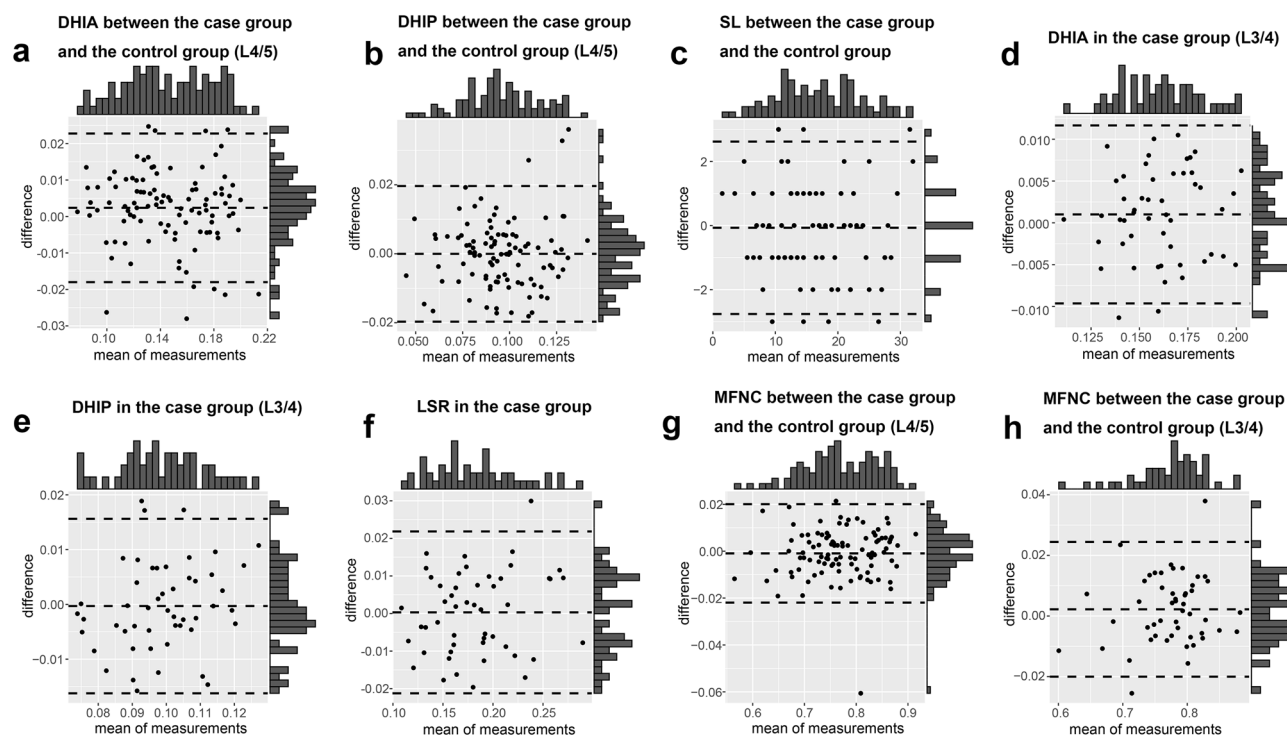 a
DHIA between the case group
and the control group (L4/5)
0.02
0.01
0.00
−0.01
-0.02
-0.03
difference
0.10
0.14
0.18
0.22
mean of measurements
b
DHIP between the case group
and the control group (L4/5)
0.02
0.00
−0.02
difference
0.050
0.075
0.100
0.125
mean of measurements
c
SL between the case group
and the control group
2
0
−2
difference
0
10
20
30
mean of measurements
d
DHIA in the case group (L3/4)
0.010
0.005
0.000
−0.005
−0.010
difference
0.125
0.150
0.175
0.200
mean of measurements
e
DHIP in the case group (L3/4)
0.02
0.01
0.00
−0.01
difference
0.08
0.09
0.10
0.11
0.12
mean of measurements
f
LSR in the case group
0.03
0.02
0.01
0.00
-0.01
-0.02
difference
0.10
0.15
0.20
0.25
mean of measurements
g
MFNC between the case group
and the control group (L4/5)
0.02
0.00
−0.02
−0.04
−0.06
difference
0.6
0.7
0.8
0.9
mean of measurements
h
MFNC between the case group
and the control group (L3/4)
0.04
0.02
0.00
−0.02
difference
0.6
0.7
0.8
mean of measurements